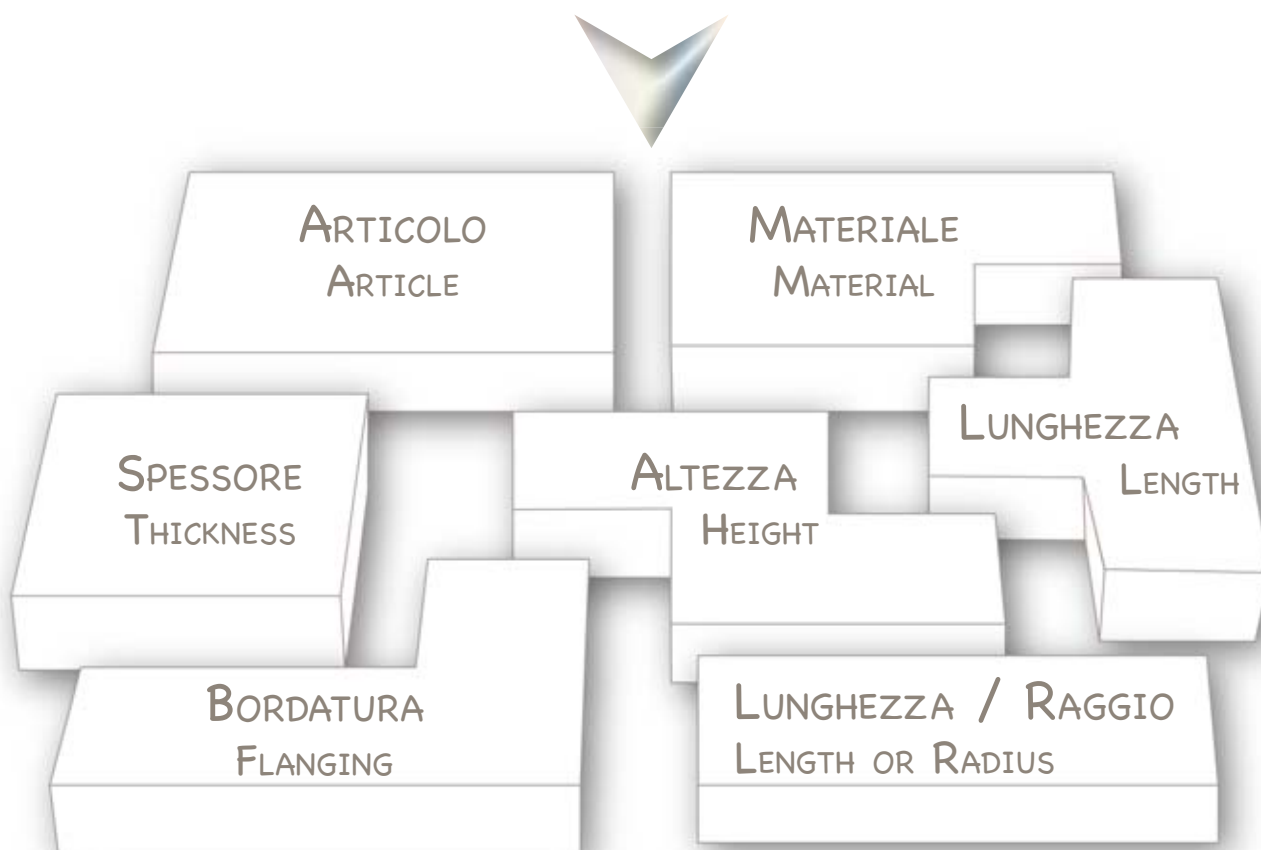 Articolo
Article
Materiale
Material
Lunghezza
Length
Spessore
Thickness
Altezza
Height
Bordatura
Flanging
Lunghezza / Raggio
Length or Radius